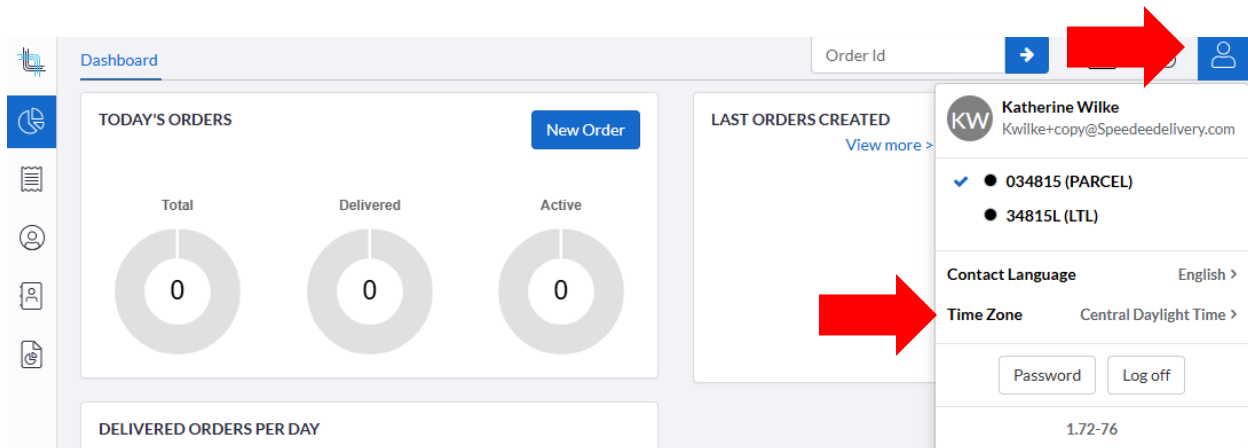 Dashboard
Order Id
TODAY'S ORDERS
New Order
Total
Delivered
Active
0
0
0
DELIVERED ORDERS PER DAY
LAST ORDERS CREATED
View more >
KW
Katherine Wilke
Kwilke+copy@Speedeedelivery.com
034815 (PARCEL)
34815L (LTL)
Contact Language English >
Time Zone Central Daylight Time >
Password Log off
1.72-76